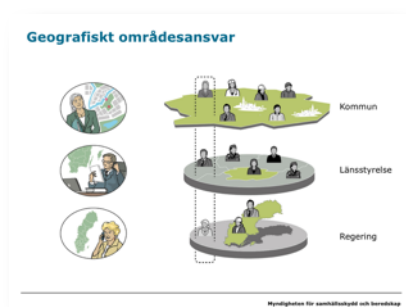 Geografiskt områdesansvar
Kommun
Länsstyrelse
Regering
Myndigheten för samhällsskydd och beredskap